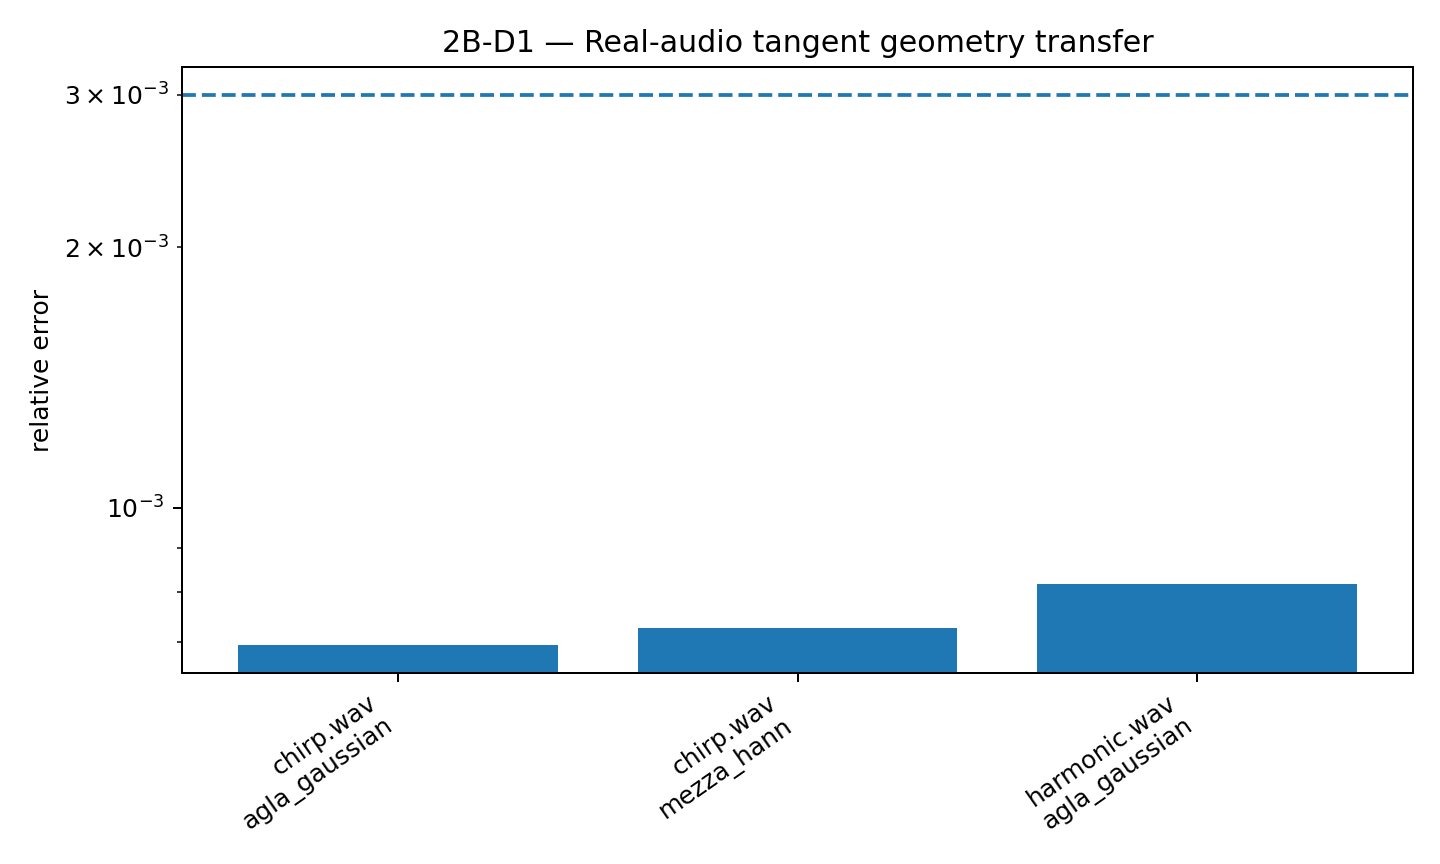 2B-D1 — Real-audio tangent geometry transfer
3 × 10⁻³
2 × 10⁻³
10⁻³
relative error
chirp.wav
agla_gaussian
chirp.wav
mezza_hann
harmonic.wav
agla_gaussian